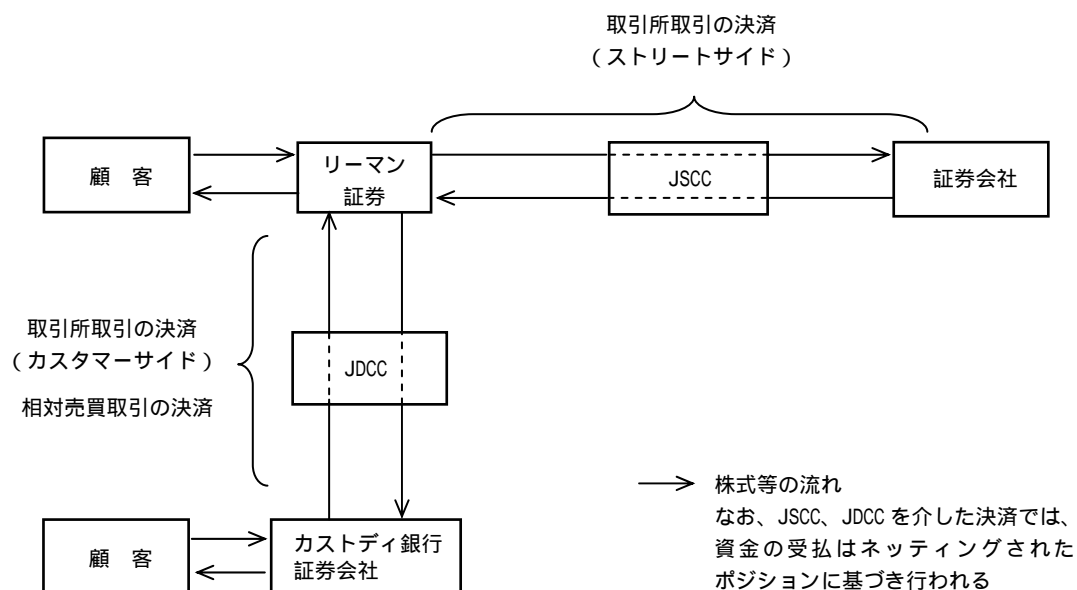 取引所取引の決済
(ストリートサイド)
顧 客
リーマン
証券
JSCC
証券会社
取引所取引の決済
(カスタマーサイド)
相対売買取引の決済
JDCC
顧 客
カストディ銀行
証券会社
株式等の流れ
なお、JSCC、JDCC を介した決済では、
資金の受払はネッティングされた
ポジションに基づき行われる